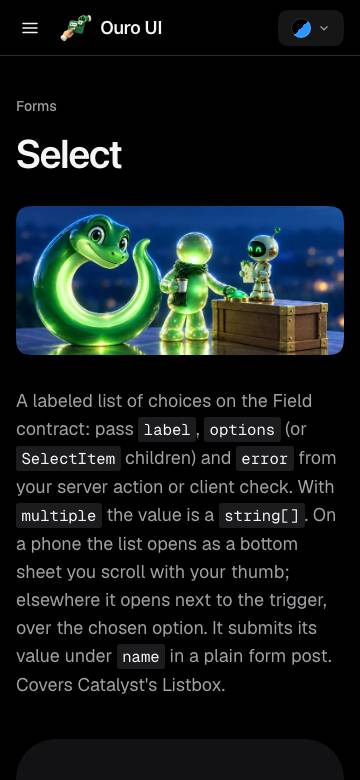 Ouro UI
Forms
Select
A labeled list of choices on the Field
contract: pass label, options (or
SelectItem children) and error from
your server action or client check. With
multiple the value is a string[]. On
a phone the list opens as a bottom
sheet you scroll with your thumb;
elsewhere it opens next to the trigger,
over the chosen option. It submits its
value under name in a plain form post.
Covers Catalyst's Listbox.